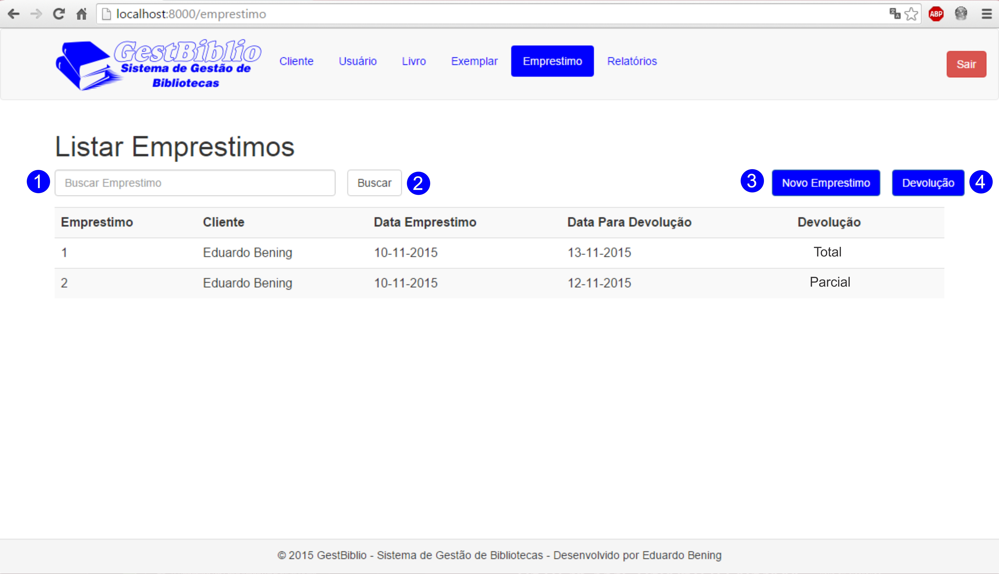 localhost:8000/emprestimo
ABP
GestBiblio
Sistema de Gestão de
Bibliotecas
Cliente Usuário Livro Exemplar Emprestimo Relatórios Sair
Listar Emprestimos
1 Buscar Emprestimo Buscar 2 3 Novo Emprestimo Devolução 4
Emprestimo Cliente Data Emprestimo Data Para Devolução Devolução
1 Eduardo Bening 10-11-2015 13-11-2015 Total
2 Eduardo Bening 10-11-2015 12-11-2015 Parcial
© 2015 GestBiblio - Sistema de Gestão de Bibliotecas - Desenvolvido por Eduardo Bening